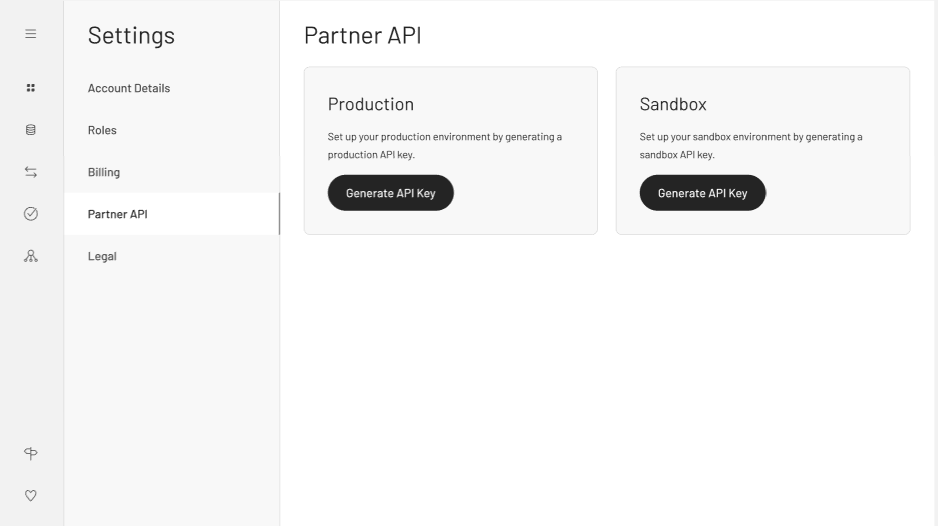 Settings
Account Details
Roles
Billing
Partner API
Legal
Partner API
Production
Set up your production environment by generating a
production API key.
Generate API Key
Sandbox
Set up your sandbox environment by generating a
sandbox API key.
Generate API Key